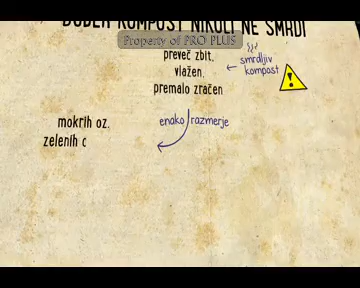 DOBER KOMPOST NIKOLI NE SMRDI
Property of PRO PLUS
preveč zbit,
vlažen,
premalo zračen
smrdljiv
kompost
enako razmerje
mokrih oz.
zelenih o